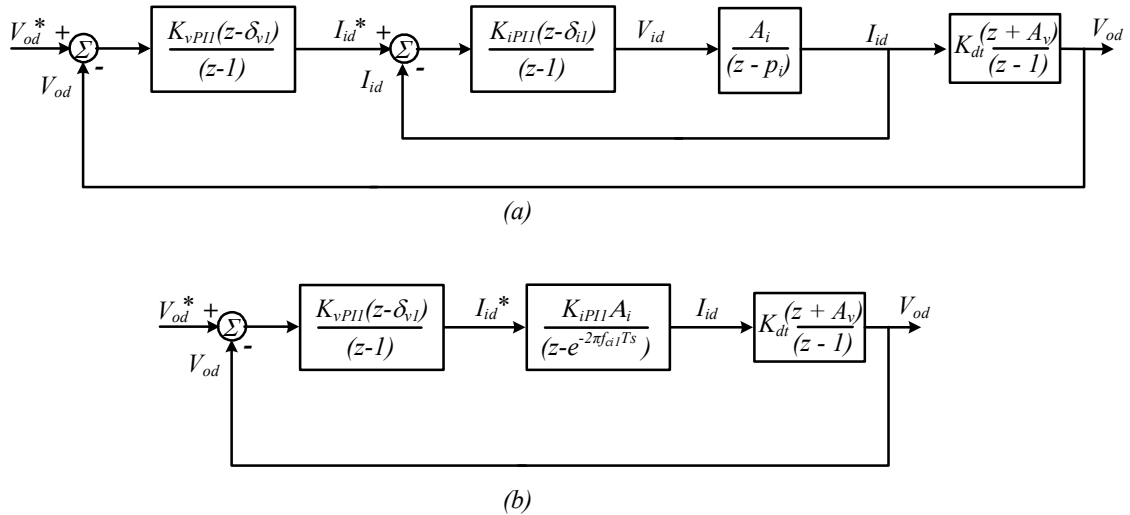 V_od* + Σ - V_od
K_vPI1(z-δ_v1)
(z-1)
I_id* + Σ - I_id
K_iPI1(z-δ_i1)
(z-1)
V_id
A_i
(z - p_i)
I_id
K_dt (z + A_v)
(z - 1)
V_od
(a)
V_od* + Σ - V_od
K_vPI1(z-δ_v1)
(z-1)
I_id*
K_iPI1A_i
(z-e^-2πf_ci1Ts)
I_id
K_dt (z + A_v)
(z - 1)
V_od
(b)